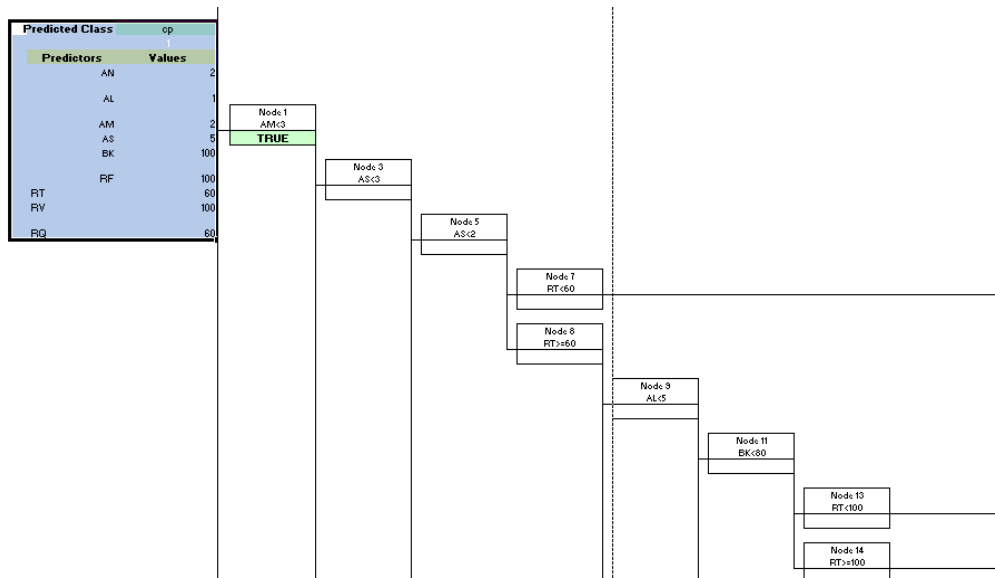 Predicted Class cp
1
Predictors Values
AN 2
AL 1
AM 2
AS 5
BK 100
RF 100
RT 60
RV 100
RQ 60
Node 1
AM<3
TRUE
Node 3
AS<3
Node 5
AS<2
Node 7
RT<60
Node 8
RT>=60
Node 9
AL<5
Node 11
BK<80
Node 13
RT<100
Node 14
RT>=100